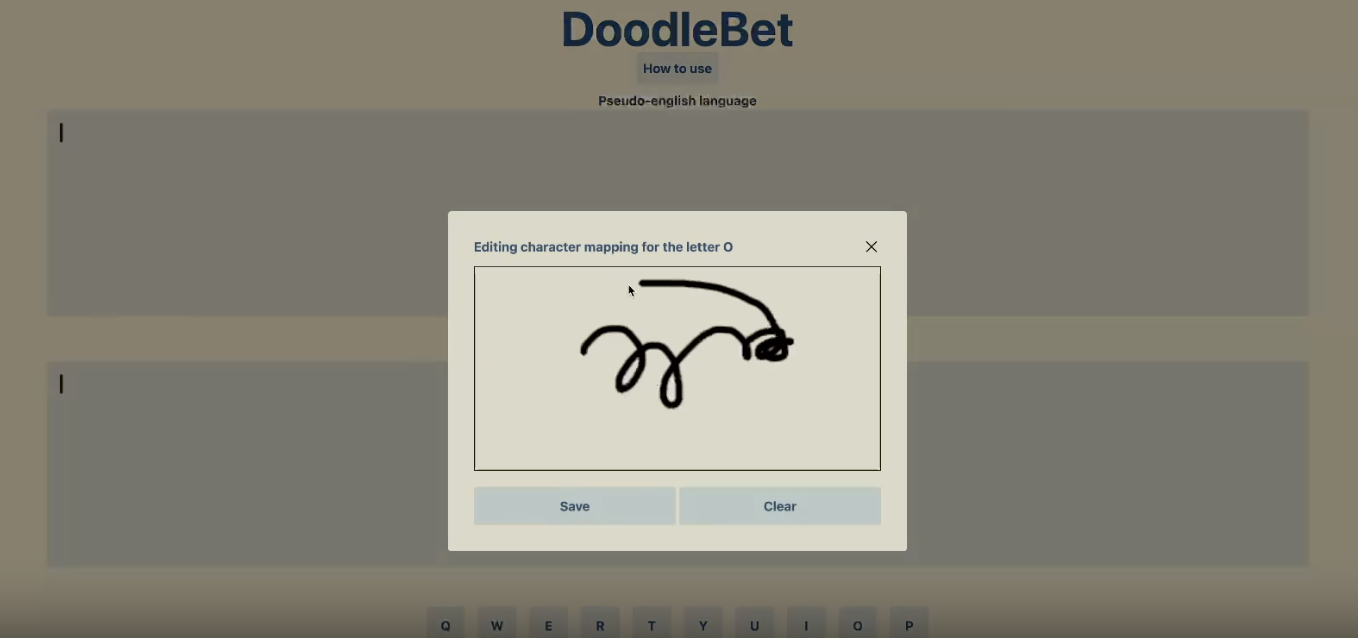 DoodleBet
How to use
Pseudo-english language
Editing character mapping for the letter O
Save Clear
Q W E R T Y U I O P